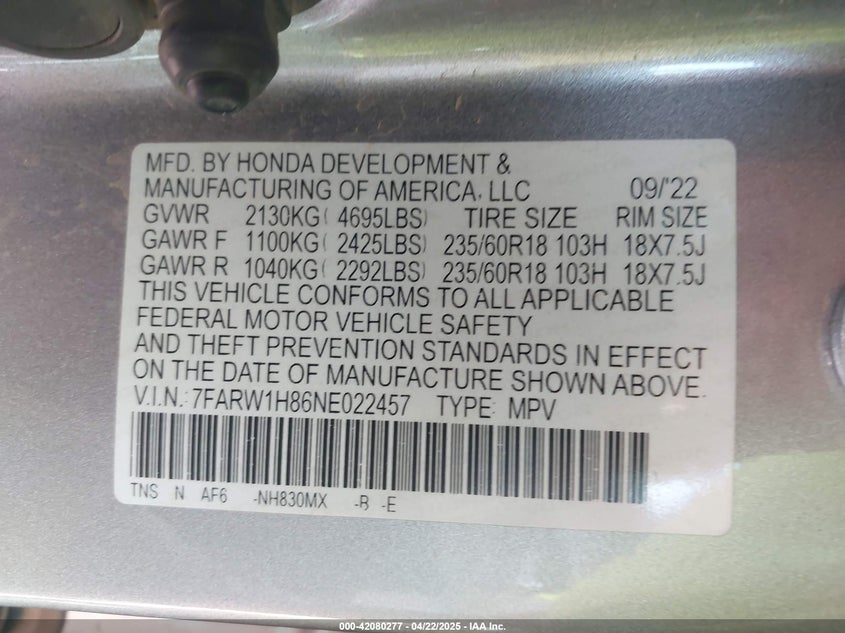 MFD. BY HONDA DEVELOPMENT &
MANUFACTURING OF AMERICA, LLC 09/'22
GVWR 2130KG( 4695LBS) TIRE SIZE RIM SIZE
GAWR F 1100KG( 2425LBS) 235/60R18 103H 18X7.5J
GAWR R 1040KG( 2292LBS) 235/60R18 103H 18X7.5J
THIS VEHICLE CONFORMS TO ALL APPLICABLE
FEDERAL MOTOR VEHICLE SAFETY
AND THEFT PREVENTION STANDARDS IN EFFECT
ON THE DATE OF MANUFACTURE SHOWN ABOVE.
V.I.N.: 7FARW1H86NE022457 TYPE: MPV
TNS N AF6 -NH830MX -B -E
000-42080277 - 04/22/2025 - IAA Inc.